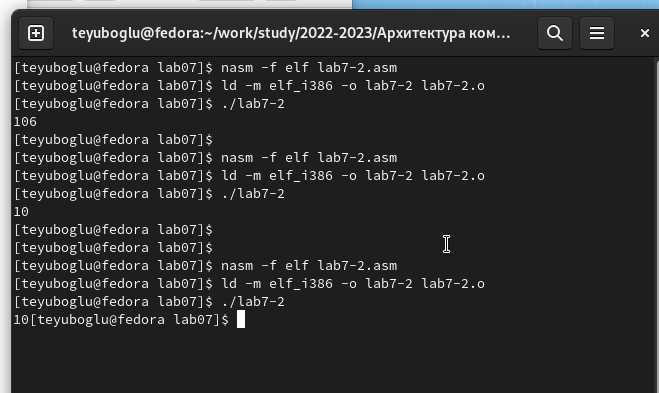 teyuboglu@fedora:~/work/study/2022-2023/Архитектура ком...
[teyuboglu@fedora lab07]$ nasm -f elf lab7-2.asm
[teyuboglu@fedora lab07]$ ld -m elf_i386 -o lab7-2 lab7-2.o
[teyuboglu@fedora lab07]$ ./lab7-2
106
[teyuboglu@fedora lab07]$
[teyuboglu@fedora lab07]$ nasm -f elf lab7-2.asm
[teyuboglu@fedora lab07]$ ld -m elf_i386 -o lab7-2 lab7-2.o
[teyuboglu@fedora lab07]$ ./lab7-2
10
[teyuboglu@fedora lab07]$
[teyuboglu@fedora lab07]$
[teyuboglu@fedora lab07]$ nasm -f elf lab7-2.asm
[teyuboglu@fedora lab07]$ ld -m elf_i386 -o lab7-2 lab7-2.o
[teyuboglu@fedora lab07]$ ./lab7-2
10[teyuboglu@fedora lab07]$